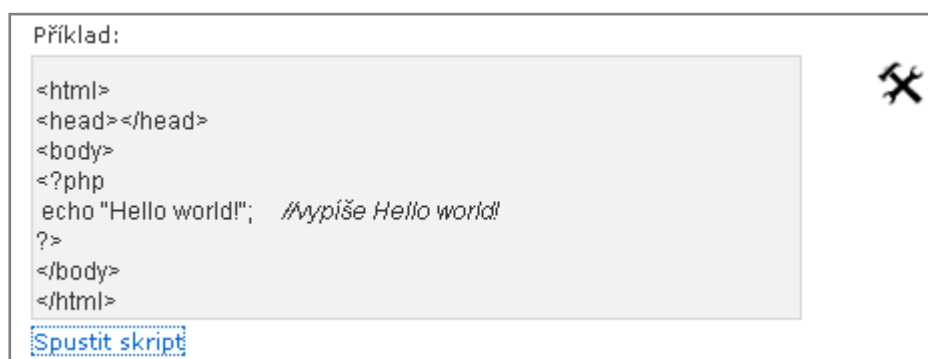 Příklad:
<html>
<head></head>
<body>
<?php
echo "Hello world!"; //vypíše Hello world!
?>
</body>
</html>
Spustit skript